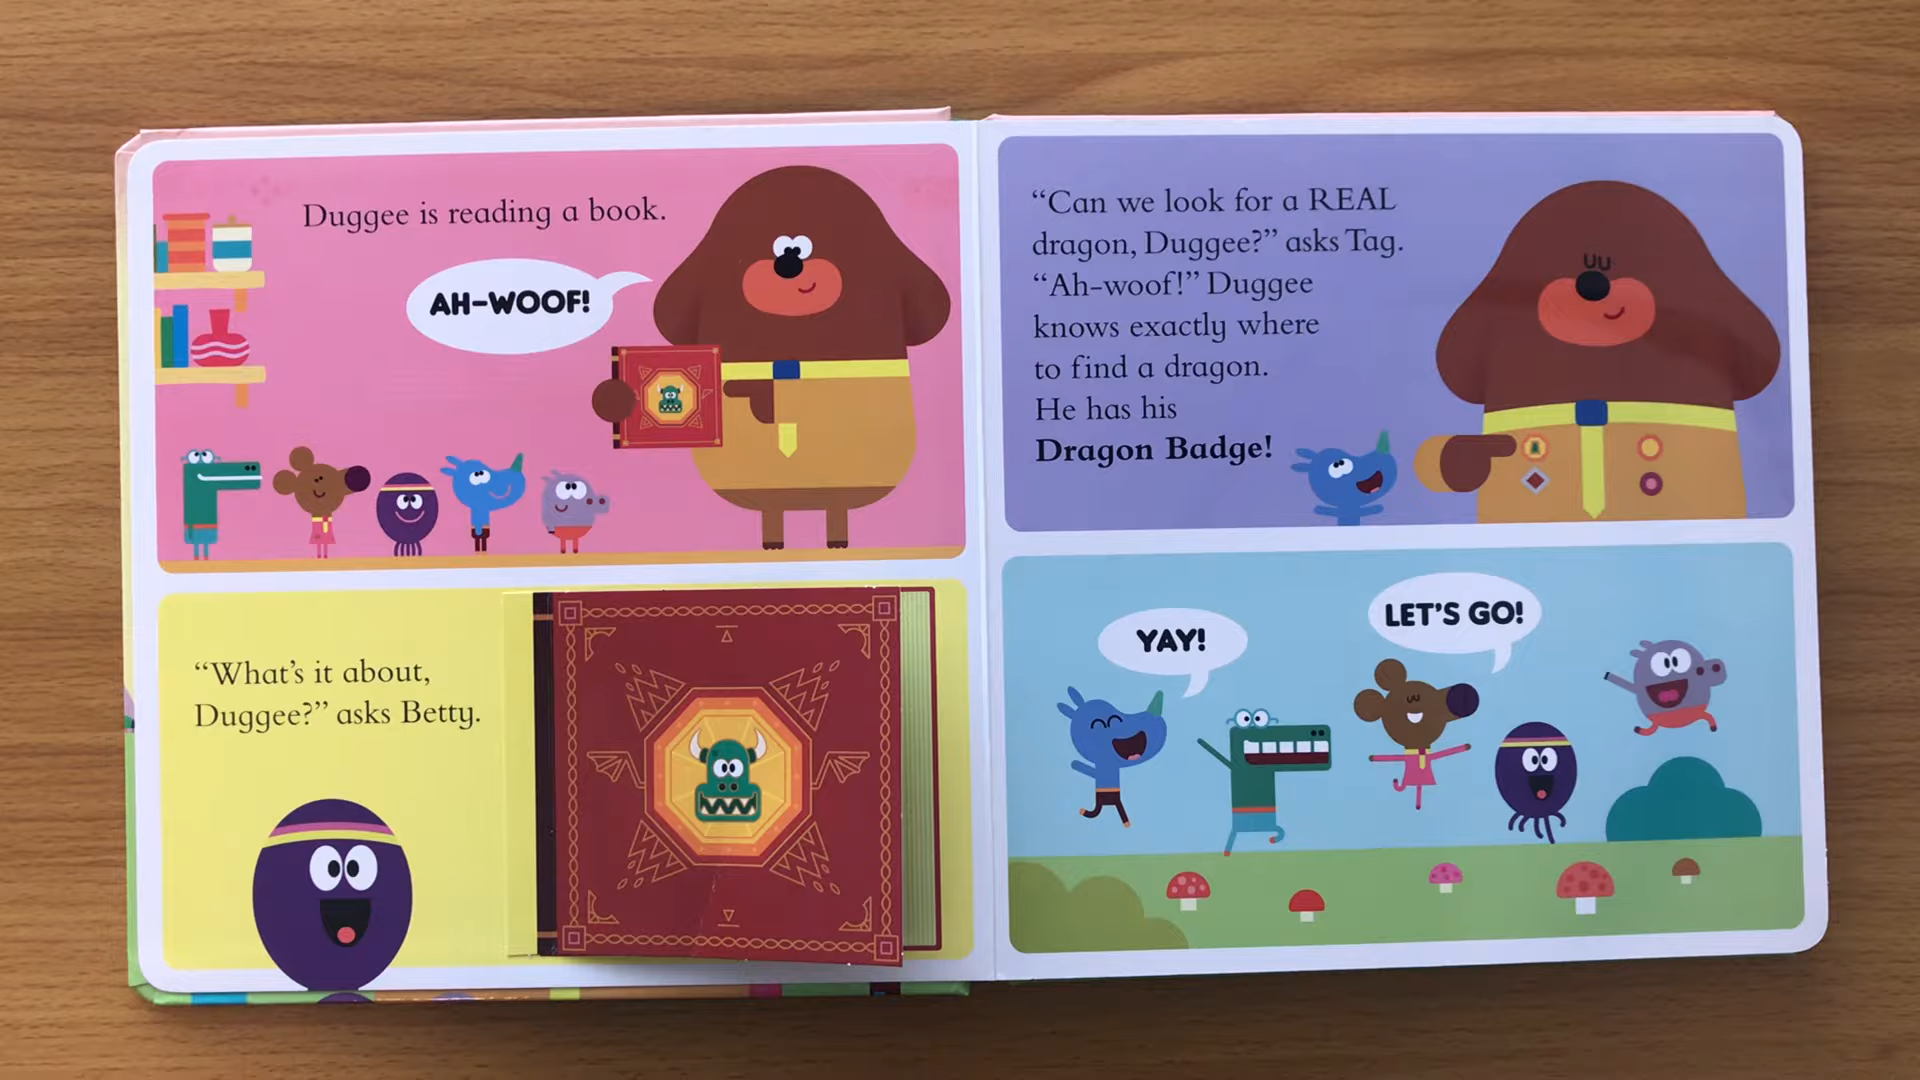 Duggee is reading a book.
AH-WOOF!
“What’s it about,
Duggee?” asks Betty.
“Can we look for a REAL
dragon, Duggee?” asks Tag.
“Ah-woof!” Duggee
knows exactly where
to find a dragon.
He has his
Dragon Badge!
YAY!
LET’S GO!